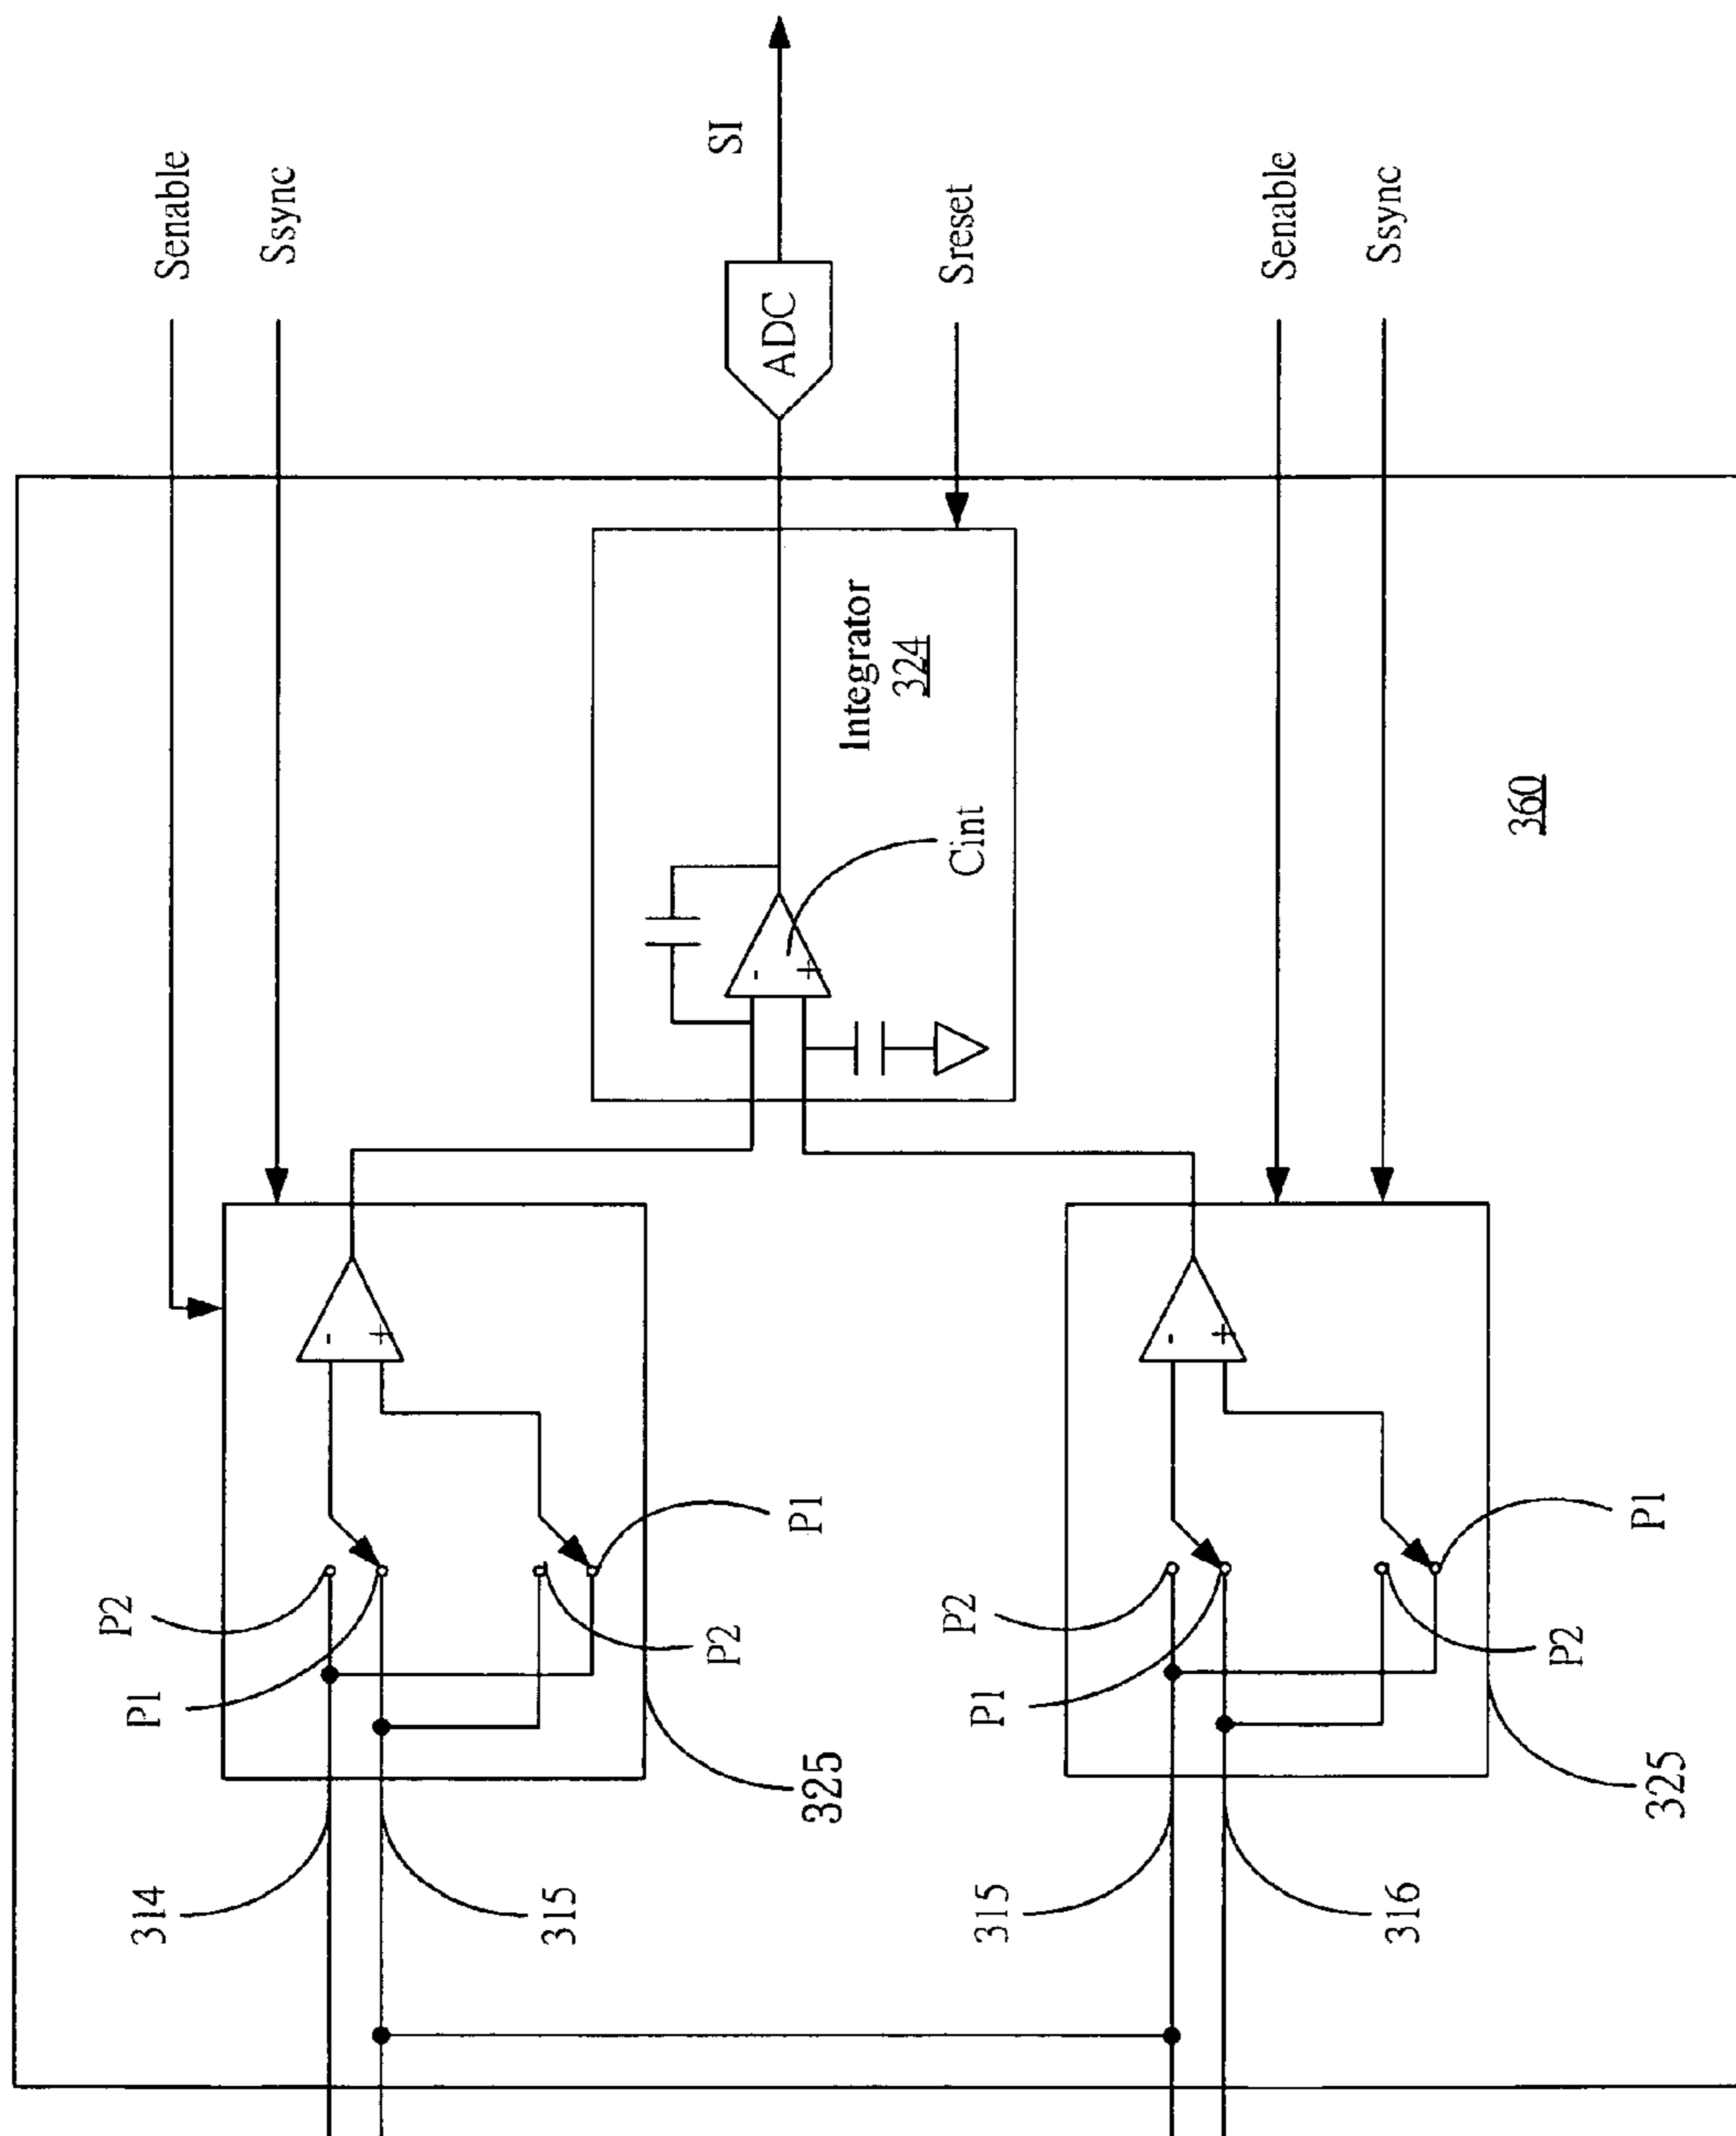 Senable
Ssync
SI
ADC
Sreset
Senable
Ssync
Integrator
324
Cint
360
-
+
-
+
-
+
P2
P1
P2
P1
314
315
325
P2
P1
P2
P1
315
316
325